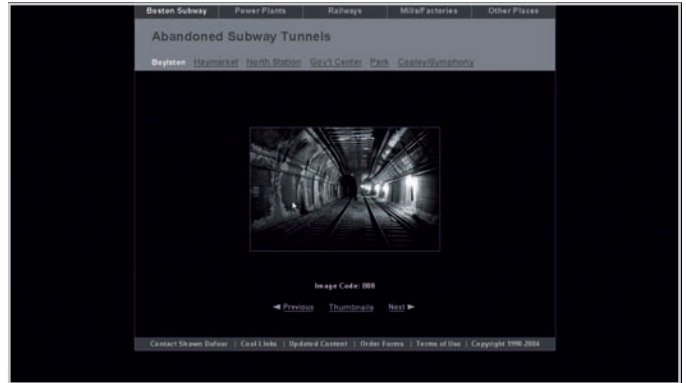 Boston Subway Power Plants Railways Mills/Factories Other Places
Abandoned Subway Tunnels
Boylston Haymarket North Station Gov't Center Park Copley/Symphony
Image Code: B08
◄ Previous Thumbnails Next ►
Contact Shawn Dufour | Cool Links | Updated Content | Order Forms | Terms of Use | Copyright 1990-2004